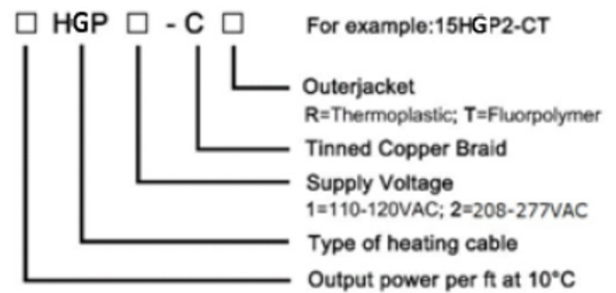 □ HGP □ - C □ For example:15HGP2-CT
Outerjacket
R=Thermoplastic; T=Fluorpolymer
Tinned Copper Braid
Supply Voltage
1=110-120VAC; 2=208-277VAC
Type of heating cable
Output power per ft at 10°C